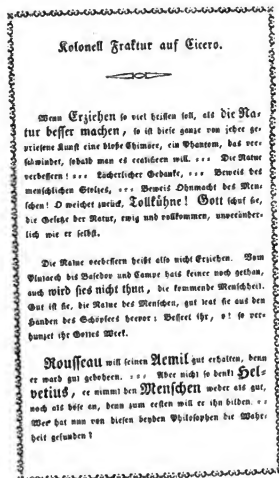 Kolonell Fraktur auf Cicero.
Wenn Erziehen so viel heissen soll, als die Na-
tur besser machen, so ist diese ganze von jeher ge-
priesene Kunst eine bloße Chimäre, ein Phantom, das ver-
schwindet, sobald man es realisiren will. - - - Die Natur
verbessern! - - Lächerlicher Gedanke, - - - Beweis des
menschlichen Stolzes, - - - Beweis Ohnmacht des Men-
schen! O weichet zurück, Tollkühne! Gott schuf sie,
die Gesetze der Natur, ewig und vollkommen, unveränder-
lich wie er selbst.
Die Natur verbessern heißt also nicht Erziehen. Vom
Plutarch bis Basedov und Campe hats keiner noch gethan,
auch wird sies nicht thun, die kommende Menschheit.
Gut ist sie, die Natur des Menschen, gut trat sie aus den
Händen des Schöpfers hervor: Bessert ihr, o! so ver-
hunzet ihr Gottes Werk.
Rousseau will seinen Aemil gut erhalten, denn
er ward gut gebohren. - - - Aber nicht so denkt Hel-
vetius, er nimmt den Menschen weder als gut,
noch als böse an, denn zum ersten will er ihn bilden. - -
Wer hat nun von diesen beyden Philosophen die Wahr-
heit gefunden?